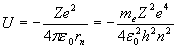 U = -\frac{Ze^2}{4\pi\varepsilon_0 r_n} = -\frac{m_e Z^2 e^4}{4\varepsilon_0^2 h^2 n^2}